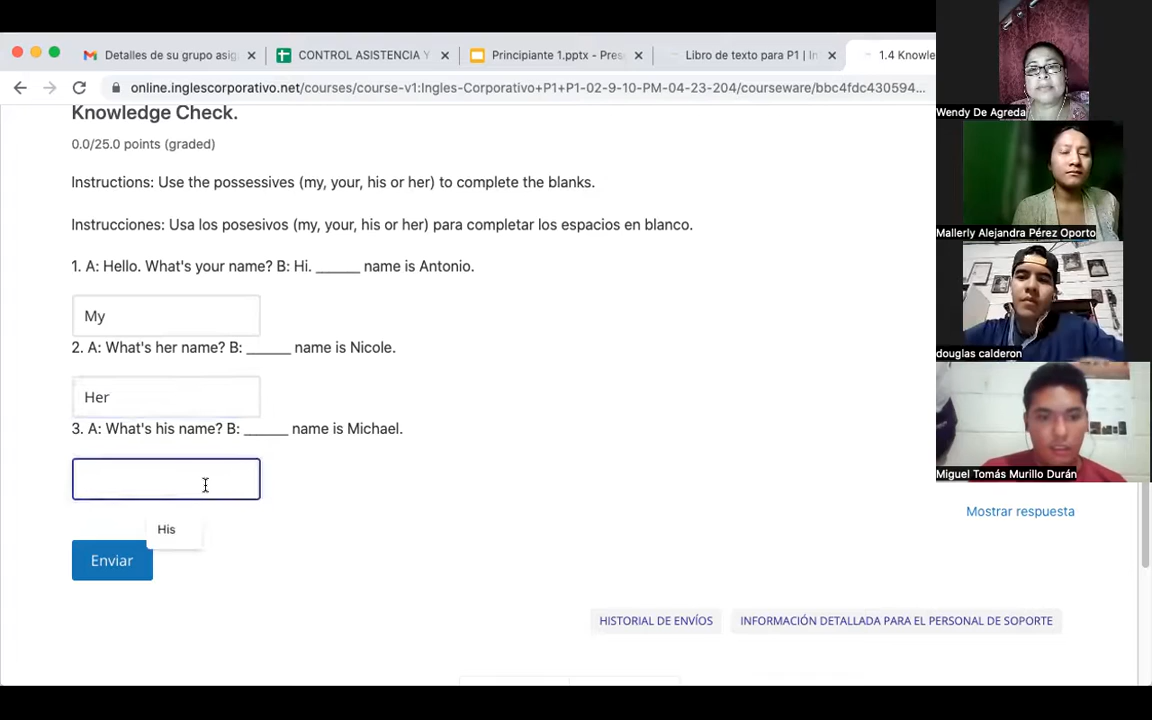 Detalles de su grupo asig
CONTROL ASISTENCIA Y
Principiante 1.pptx - Pres
Libro de texto para P1 | In
1.4 Knowle
online.inglescorporativo.net/courses/course-v1:Ingles-Corporativo+P1+P1-02-9-10-PM-04-23-204/courseware/bbc4fdc430594...
Knowledge Check.
0.0/25.0 points (graded)
Instructions: Use the possessives (my, your, his or her) to complete the blanks.
Instrucciones: Usa los posesivos (my, your, his or her) para completar los espacios en blanco.
1. A: Hello. What's your name? B: Hi. ______ name is Antonio.
My
2. A: What's her name? B: ______ name is Nicole.
Her
3. A: What's his name? B: ______ name is Michael.
His
Enviar
Mostrar respuesta
HISTORIAL DE ENVÍOS
INFORMACIÓN DETALLADA PARA EL PERSONAL DE SOPORTE
Wendy De Agreda
Mallerly Alejandra Pérez Oporto
douglas calderon
Miguel Tomás Murillo Durán